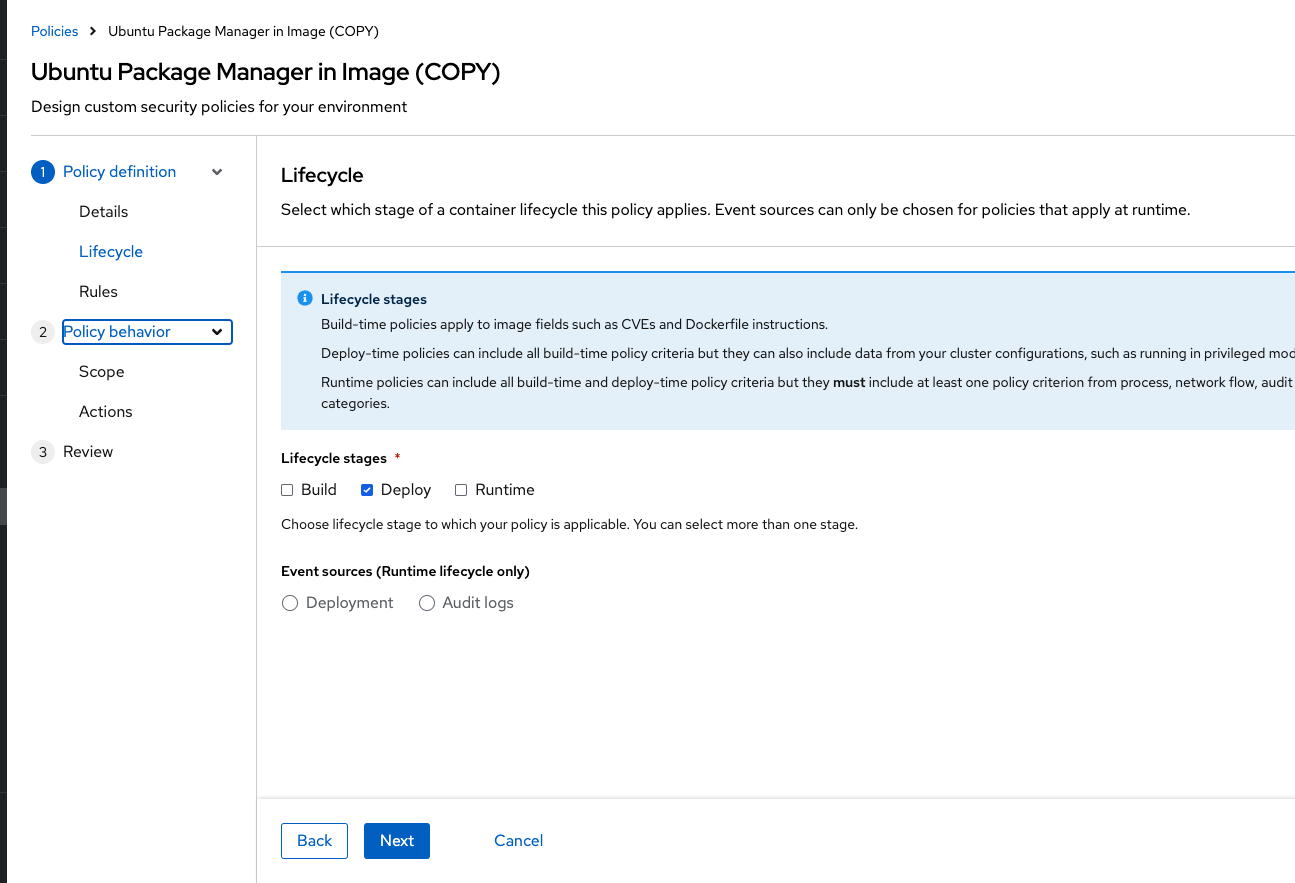 Policies > Ubuntu Package Manager in Image (COPY)
Ubuntu Package Manager in Image (COPY)
Design custom security policies for your environment
1 Policy definition
Details
Lifecycle
Rules
2 Policy behavior
Scope
Actions
3 Review
Lifecycle
Select which stage of a container lifecycle this policy applies. Event sources can only be chosen for policies that apply at runtime.
Lifecycle stages
Build-time policies apply to image fields such as CVEs and Dockerfile instructions.
Deploy-time policies can include all build-time policy criteria but they can also include data from your cluster configurations, such as running in privileged mod
Runtime policies can include all build-time and deploy-time policy criteria but they must include at least one policy criterion from process, network flow, audit
categories.
Lifecycle stages *
Build Deploy Runtime
Choose lifecycle stage to which your policy is applicable. You can select more than one stage.
Event sources (Runtime lifecycle only)
Deployment Audit logs
Back Next Cancel